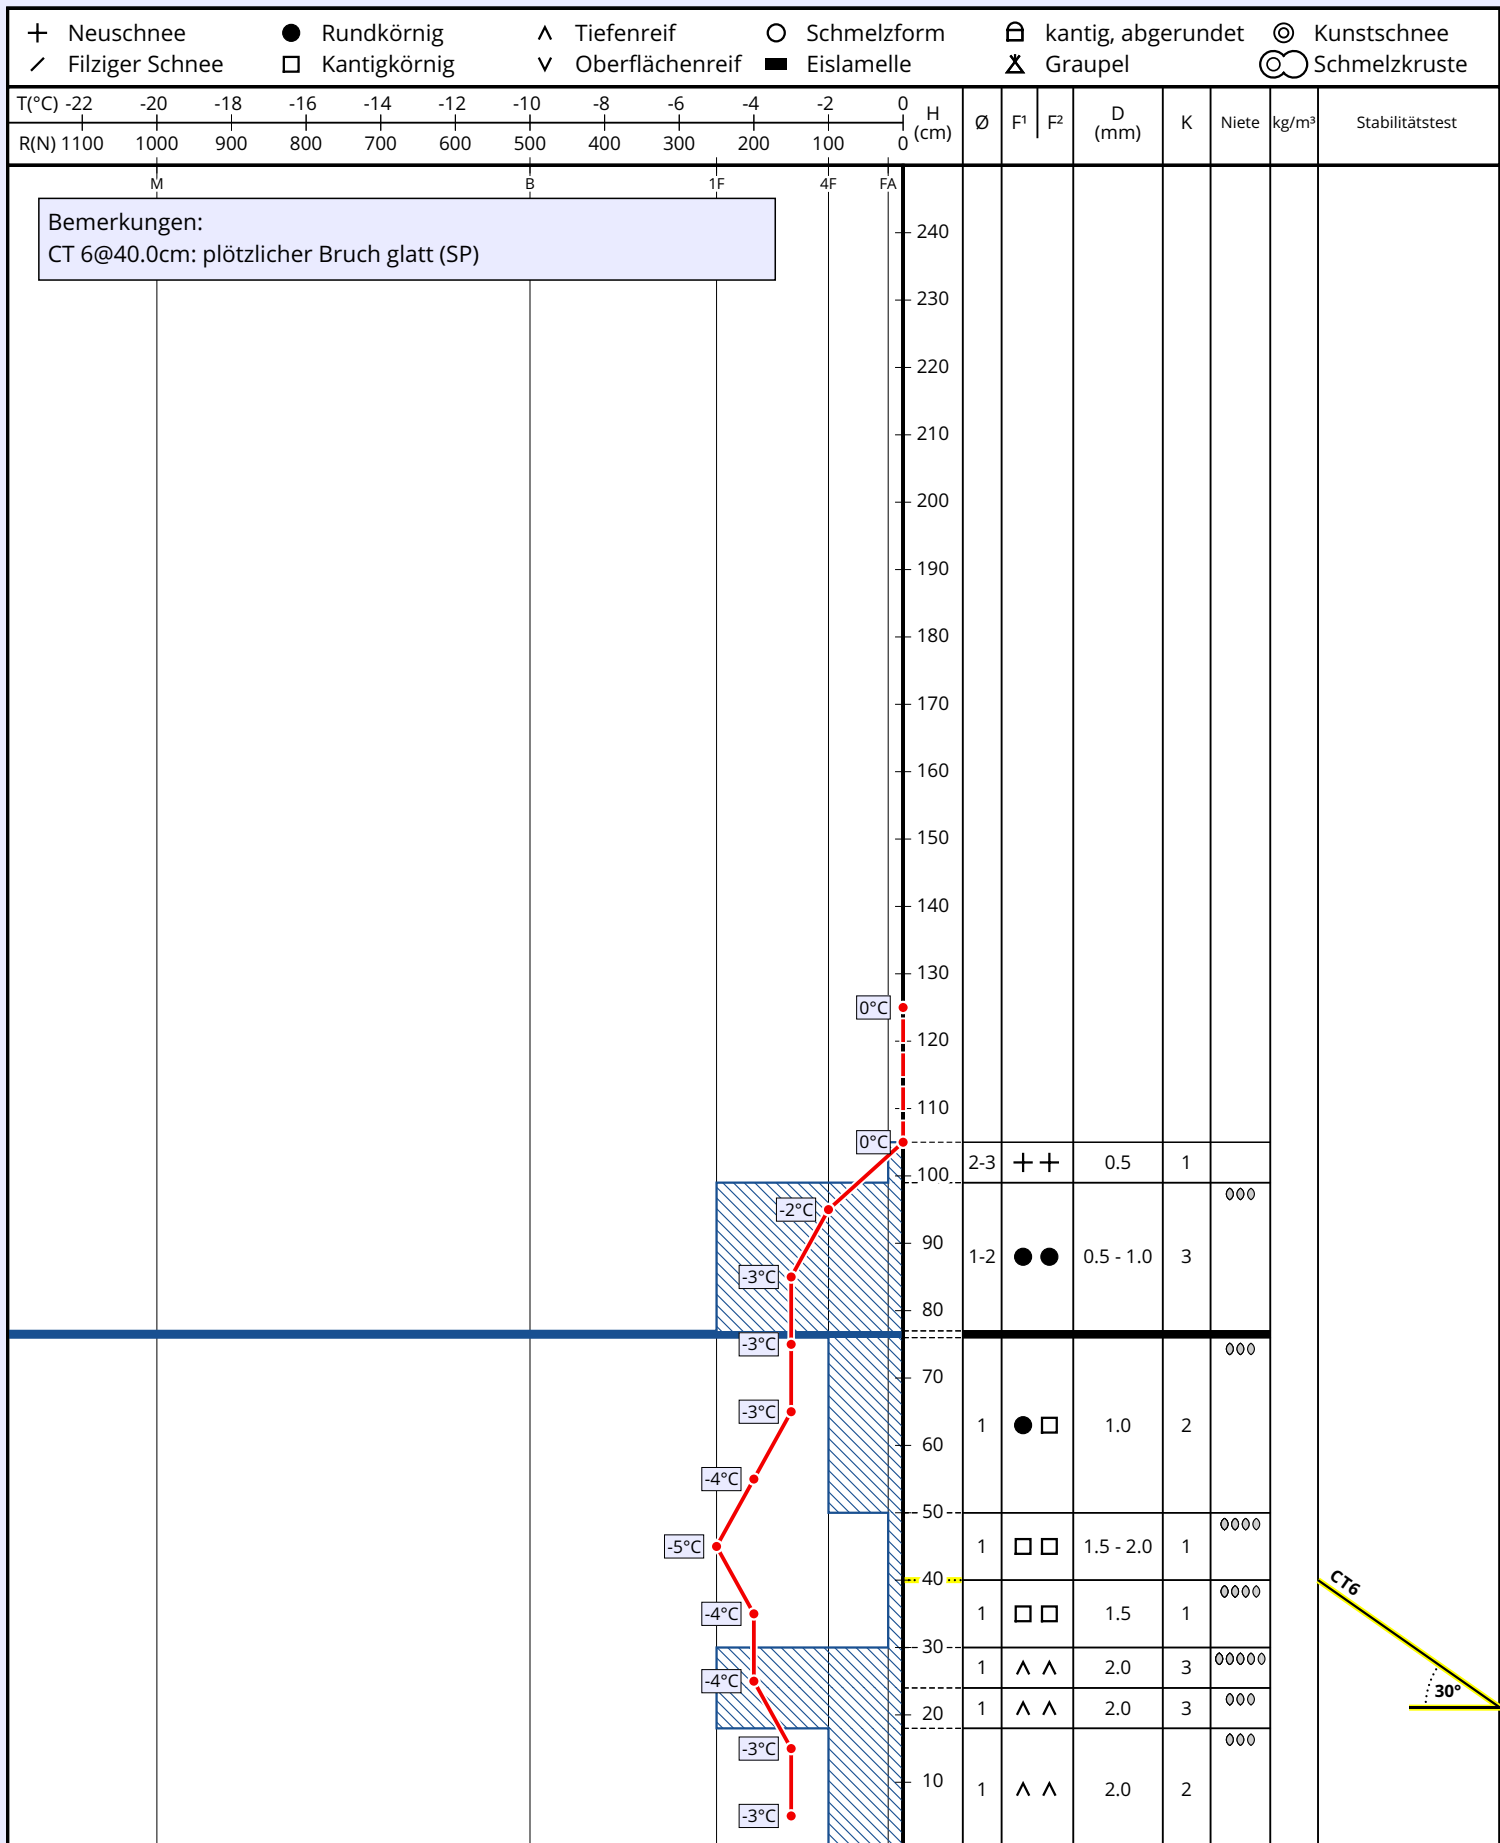 Neuschnee Rundkörnig Tiefenreif Schmelzform kantig, abgerundet Kunstschnee
Filziger Schnee Kantigkörnig Oberflächenreif Eislamelle Graupel Schmelzkruste
T(°C) -22 -20 -18 -16 -14 -12 -10 -8 -6 -4 -2 0
R(N) 1100 1000 900 800 700 600 500 400 300 200 100 0
H (cm) Ø F¹ F² D (mm) K Niete kg/m³ Stabilitätstest
M B 1F 4F FA
Bemerkungen:
CT 6@40.0cm: plötzlicher Bruch glatt (SP)
240
230
220
210
200
190
180
170
160
150
140
130
0°C
120
110
0°C
2-3 0.5 1
100
-2°C
90
1-2 0.5 - 1.0 3
-3°C
80
-3°C
70
-3°C
1 1.0 2
60
-4°C
50
-5°C
1 1.5 - 2.0 1
40
CT6
-4°C
1 1.5 1
30
1 2.0 3
-4°C
30°
1 2.0 3
20
-3°C
10
1 2.0 2
-3°C